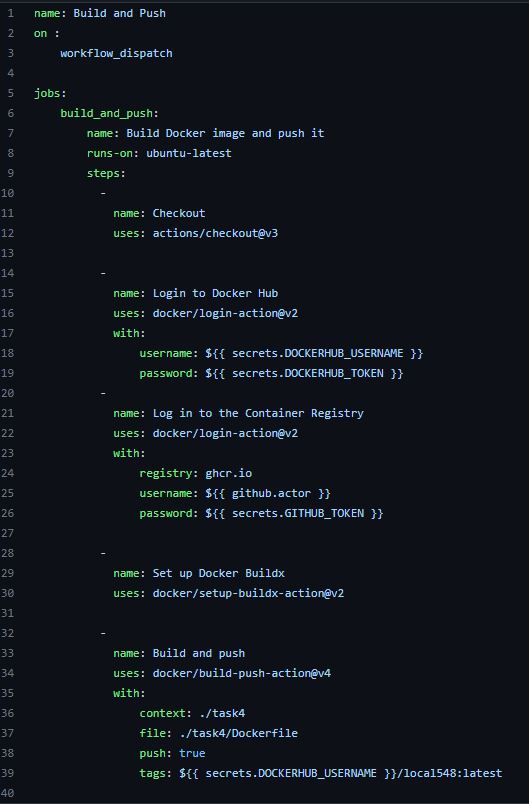 1 name: Build and Push
2 on :
3     workflow_dispatch
4
5 jobs:
6     build_and_push:
7         name: Build Docker image and push it
8         runs-on: ubuntu-latest
9         steps:
10           -
11             name: Checkout
12             uses: actions/checkout@v3
13
14           -
15             name: Login to Docker Hub
16             uses: docker/login-action@v2
17             with:
18                 username: ${{ secrets.DOCKERHUB_USERNAME }}
19                 password: ${{ secrets.DOCKERHUB_TOKEN }}
20           -
21             name: Log in to the Container Registry
22             uses: docker/login-action@v2
23             with:
24                 registry: ghcr.io
25                 username: ${{ github.actor }}
26                 password: ${{ secrets.GITHUB_TOKEN }}
27
28           -
29             name: Set up Docker Buildx
30             uses: docker/setup-buildx-action@v2
31
32           -
33             name: Build and push
34             uses: docker/build-push-action@v4
35             with:
36                 context: ./task4
37                 file: ./task4/Dockerfile
38                 push: true
39                 tags: ${{ secrets.DOCKERHUB_USERNAME }}/local548:latest
40